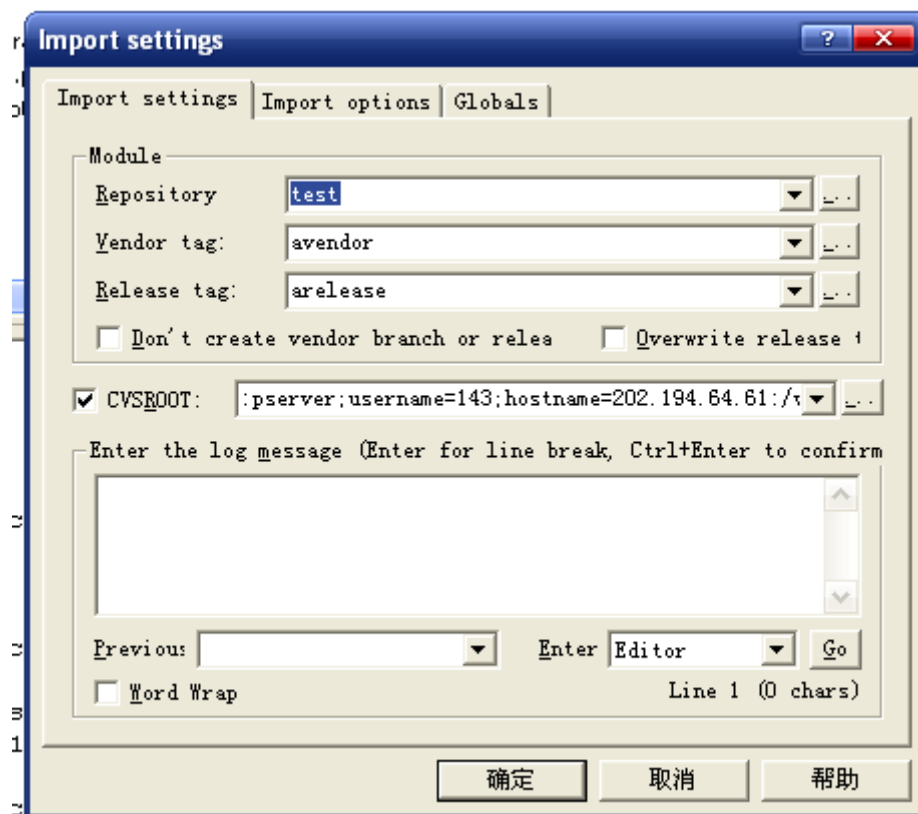 Import settings
Import settings Import options Globals
Module
Repository test
Vendor tag: avendor
Release tag: arelease
Don't create vendor branch or relea Overwrite release t
CVSROOT: :pserver;username=143;hostname=202.194.64.61:/
Enter the log message (Enter for line break, Ctrl+Enter to confirm
Previous Enter Editor Go
Word Wrap Line 1 (0 chars)
确定 取消 帮助